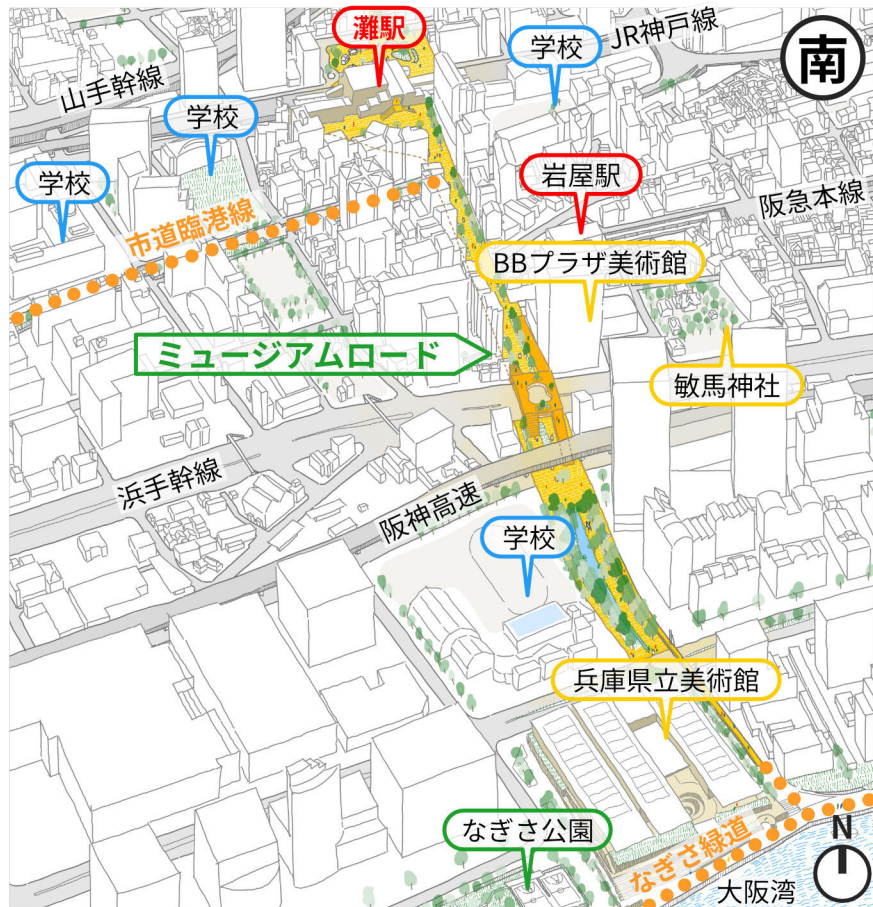 灘駅
学校
JR神戸線
南
山手幹線
学校
学校
岩屋駅
阪急本線
市道臨港線
BBプラザ美術館
ミュージアムロード
敏馬神社
浜手幹線
阪神高速
学校
兵庫県立美術館
なぎさ公園
なぎさ緑道
N
大阪湾